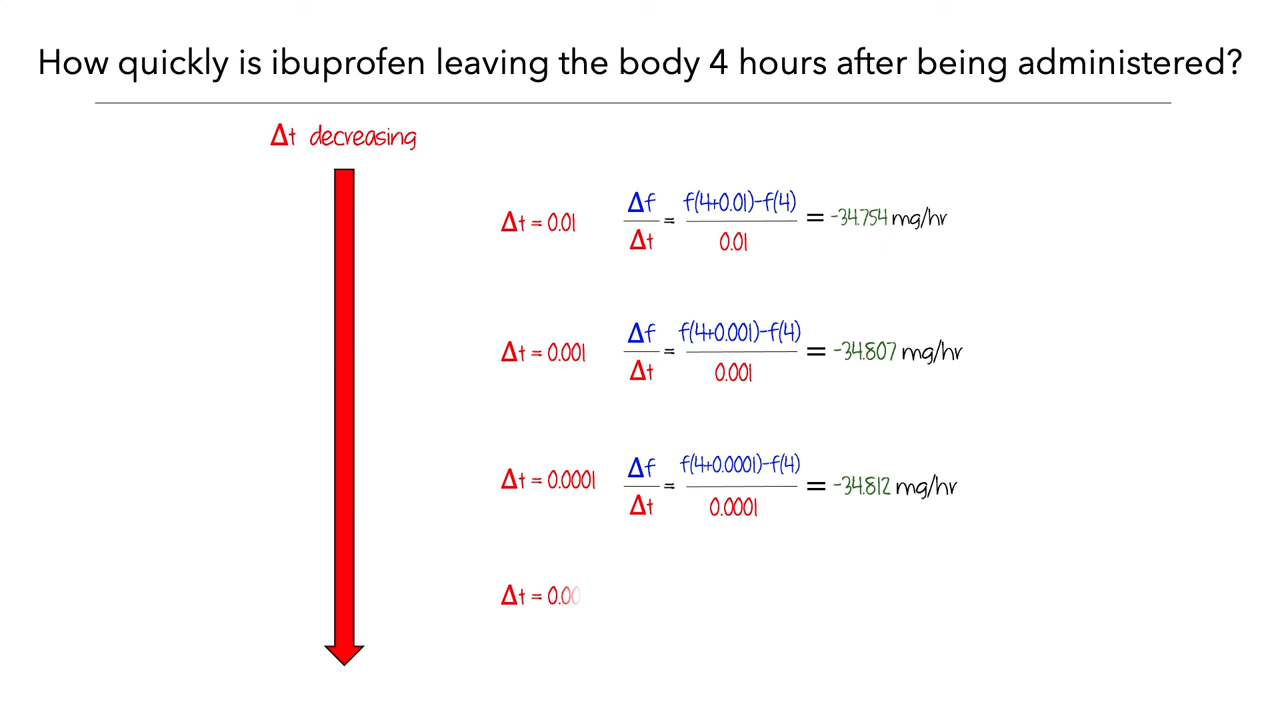 How quickly is ibuprofen leaving the body 4 hours after being administered?
Δt decreasing
Δt = 0.01 Δf/Δt = f(4+0.01)-f(4)/0.01 = -34.754 mg/hr
Δt = 0.001 Δf/Δt = f(4+0.001)-f(4)/0.001 = -34.807 mg/hr
Δt = 0.0001 Δf/Δt = f(4+0.0001)-f(4)/0.0001 = -34.812 mg/hr
Δt = 0.00